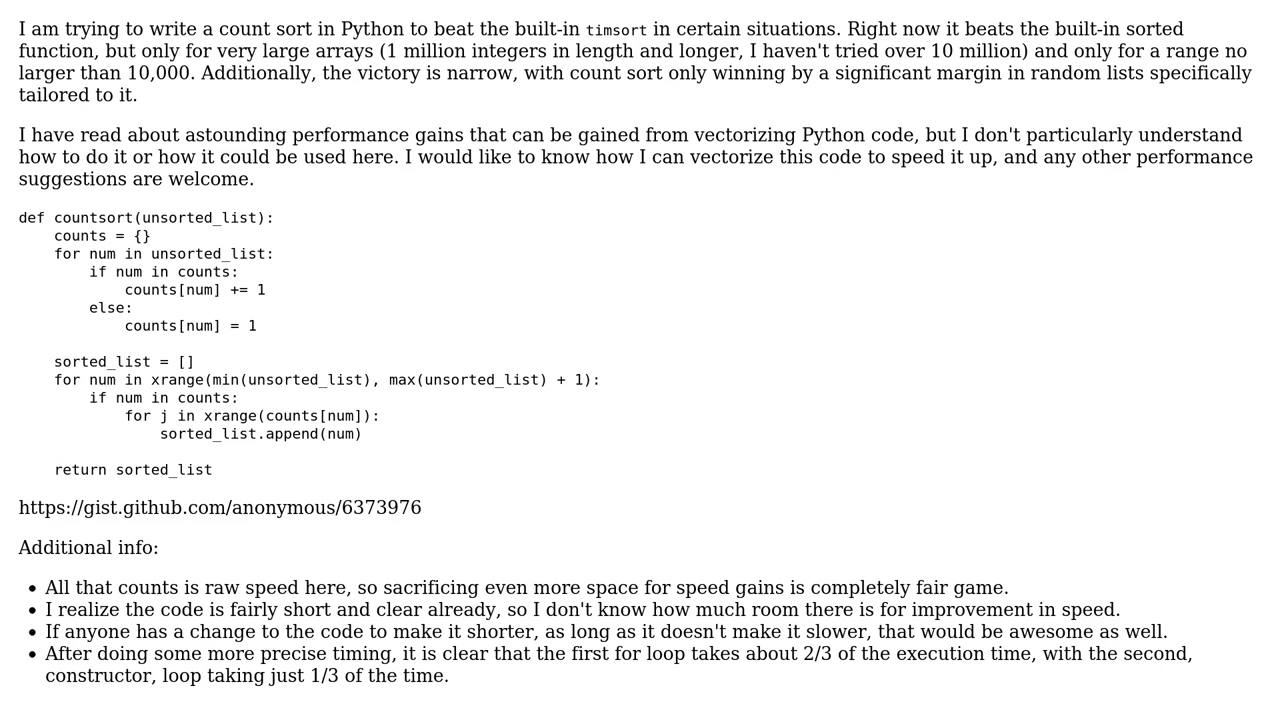 I am trying to write a count sort in Python to beat the built-in timsort in certain situations. Right now it beats the built-in sorted
function, but only for very large arrays (1 million integers in length and longer, I haven't tried over 10 million) and only for a range no
larger than 10,000. Additionally, the victory is narrow, with count sort only winning by a significant margin in random lists specifically
tailored to it.
I have read about astounding performance gains that can be gained from vectorizing Python code, but I don't particularly understand
how to do it or how it could be used here. I would like to know how I can vectorize this code to speed it up, and any other performance
suggestions are welcome.
def countsort(unsorted_list):
    counts = {}
    for num in unsorted_list:
        if num in counts:
            counts[num] += 1
        else:
            counts[num] = 1
    sorted_list = []
    for num in xrange(min(unsorted_list), max(unsorted_list) + 1):
        if num in counts:
            for j in xrange(counts[num]):
                sorted_list.append(num)
    return sorted_list
https://gist.github.com/anonymous/6373976
Additional info:
• All that counts is raw speed here, so sacrificing even more space for speed gains is completely fair game.
• I realize the code is fairly short and clear already, so I don't know how much room there is for improvement in speed.
• If anyone has a change to the code to make it shorter, as long as it doesn't make it slower, that would be awesome as well.
• After doing some more precise timing, it is clear that the first for loop takes about 2/3 of the execution time, with the second,
constructor, loop taking just 1/3 of the time.